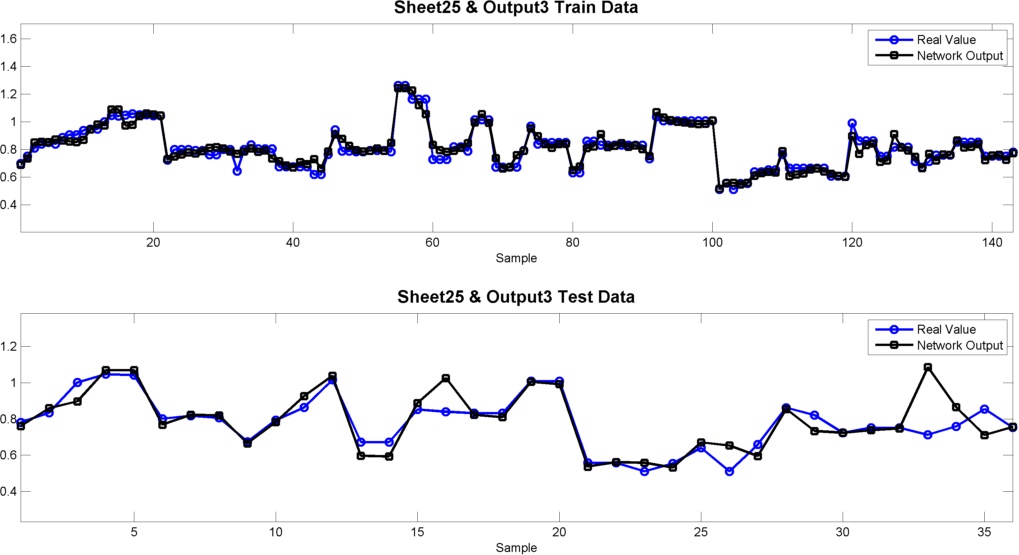 Sheet25 & Output3 Train Data
1.6
1.4
1.2
1
0.8
0.6
0.4
Real Value
Network Output
20 40 60 80 100 120 140
Sample
Sheet25 & Output3 Test Data
1.2
1
0.8
0.6
0.4
Real Value
Network Output
5 10 15 20 25 30 35
Sample